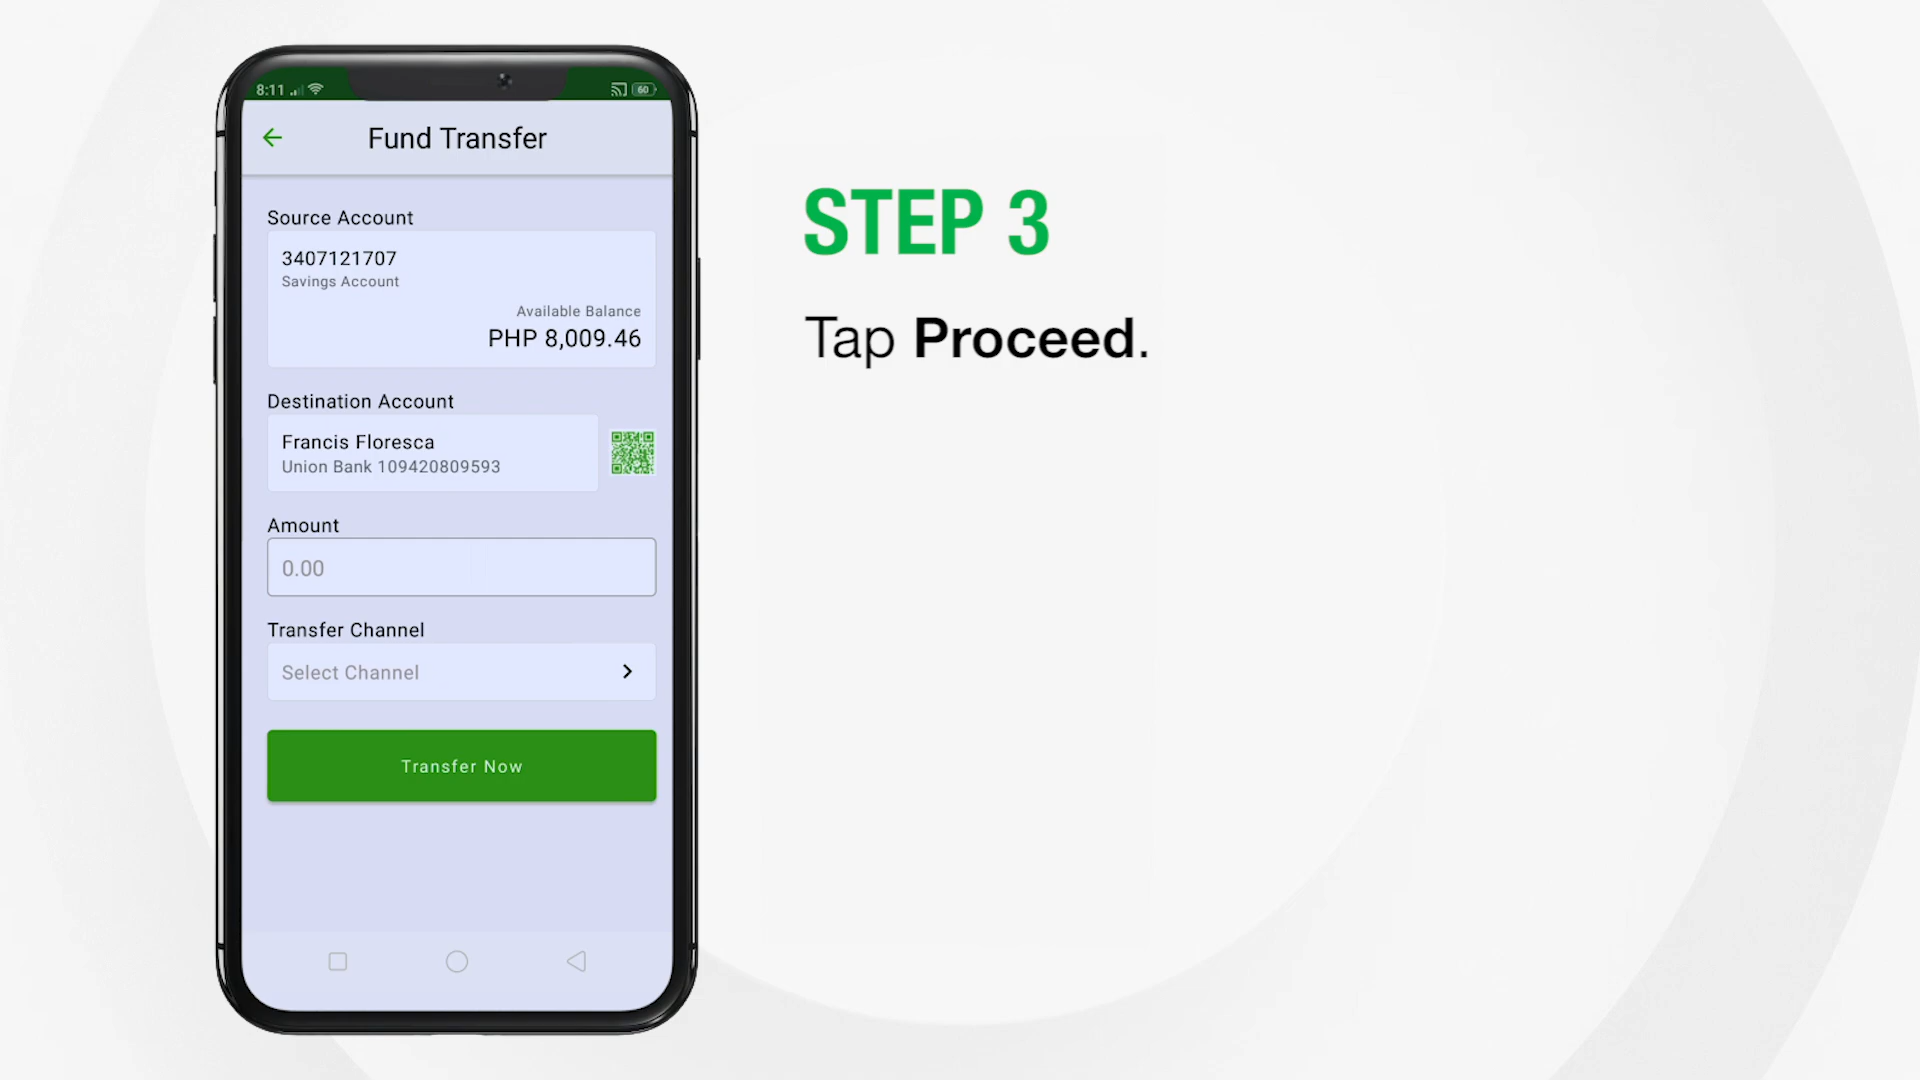 8:11
60
Fund Transfer
Source Account
3407121707
Savings Account
Available Balance
PHP 8,009.46
Destination Account
Francis Floresca
Union Bank 109420809593
Amount
0.00
Transfer Channel
Select Channel
Transfer Now
STEP 3
Tap Proceed.